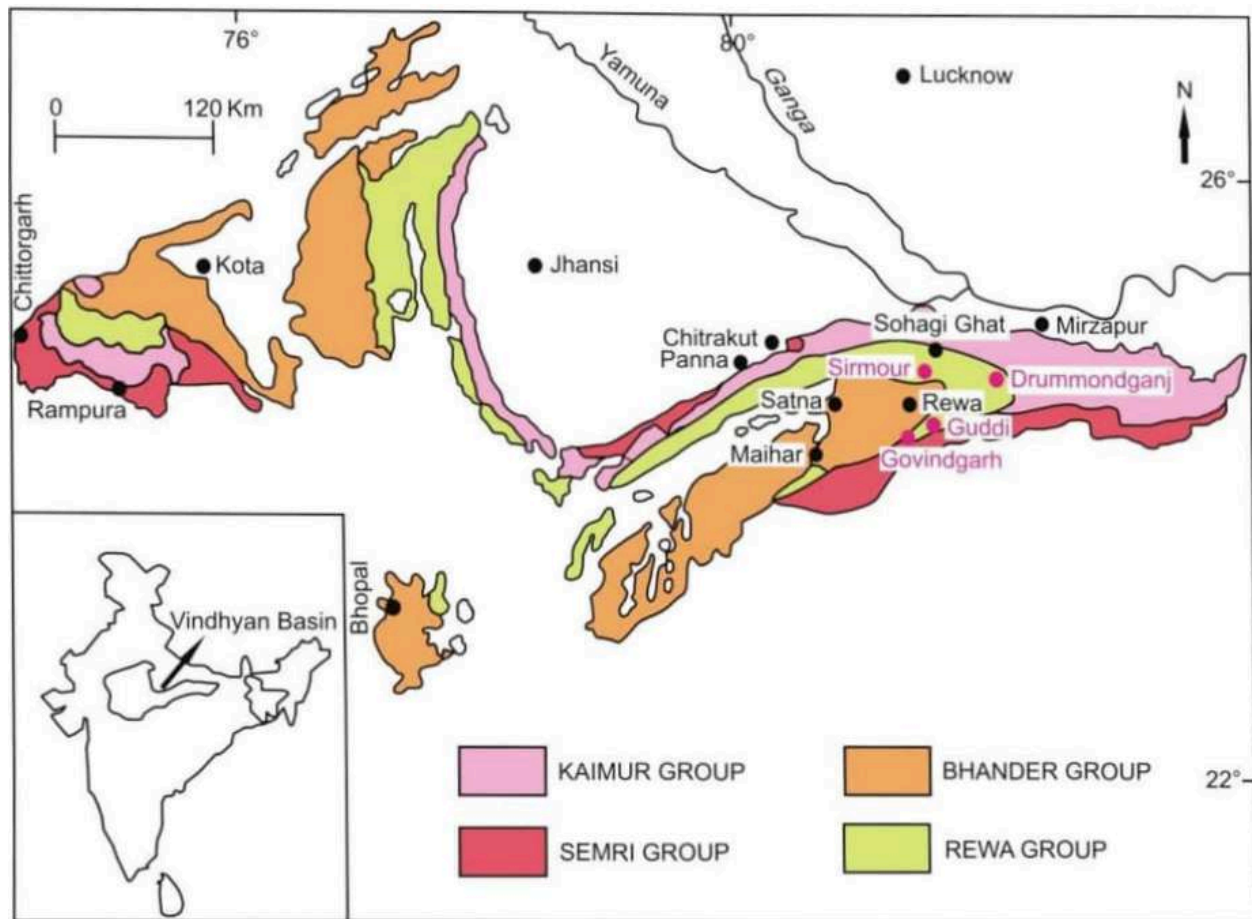 76°
80°
Yamuna
Ganga
Lucknow
N
0 120 Km
26°
Chittorgarh
Kota
Jhansi
Chitrakut
Sohagi Ghat
Mirzapur
Panna
Sirmour
Drummondganj
Rampura
Satna
Rewa
Guddi
Maihar
Govindgarh
Bhopal
Vindhyan Basin
KAIMUR GROUP
BHANDER GROUP
22°
SEMRI GROUP
REWA GROUP